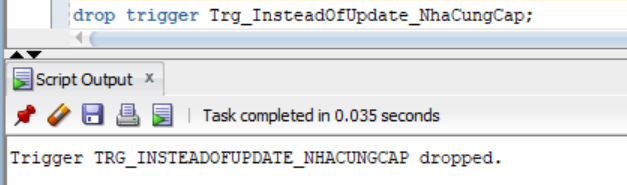 drop trigger Trg_InsteadOfUpdate_NhaCungCap;
Script Output x
Task completed in 0.035 seconds
Trigger TRG_INSTEADOFUPDATE_NHACUNGCAP dropped.